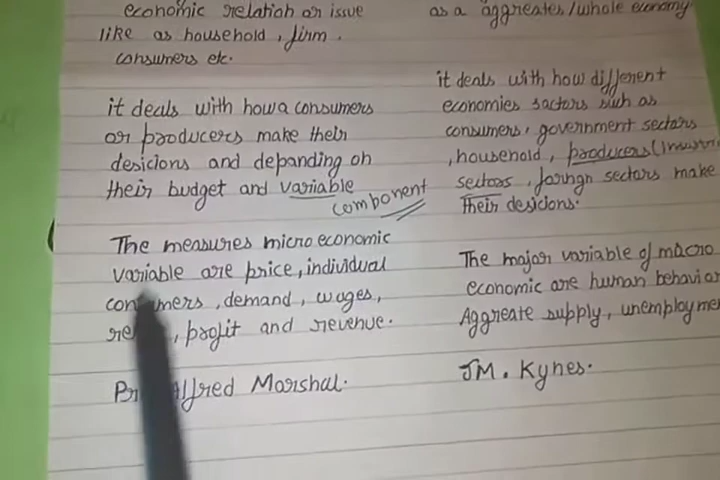 economic relation or issue
like as household, firm.
consumers etc.
it deals with how a consumers
or producers make their
desicions and depanding on
their budget and variable
component
The measures micro economic
variable are price, individual
consumers, demand, wages,
profit and revenue.
Alfred Marshal.
as a aggreates/whole economy
it deals with how different
economies sactors such as
consumers, government sectars
, household, producers (
sectors, foringn sectors make
Their desicions.
The major variable of macro
economic are human behavior
Aggreate supply, unemployme
JM. Kynes.